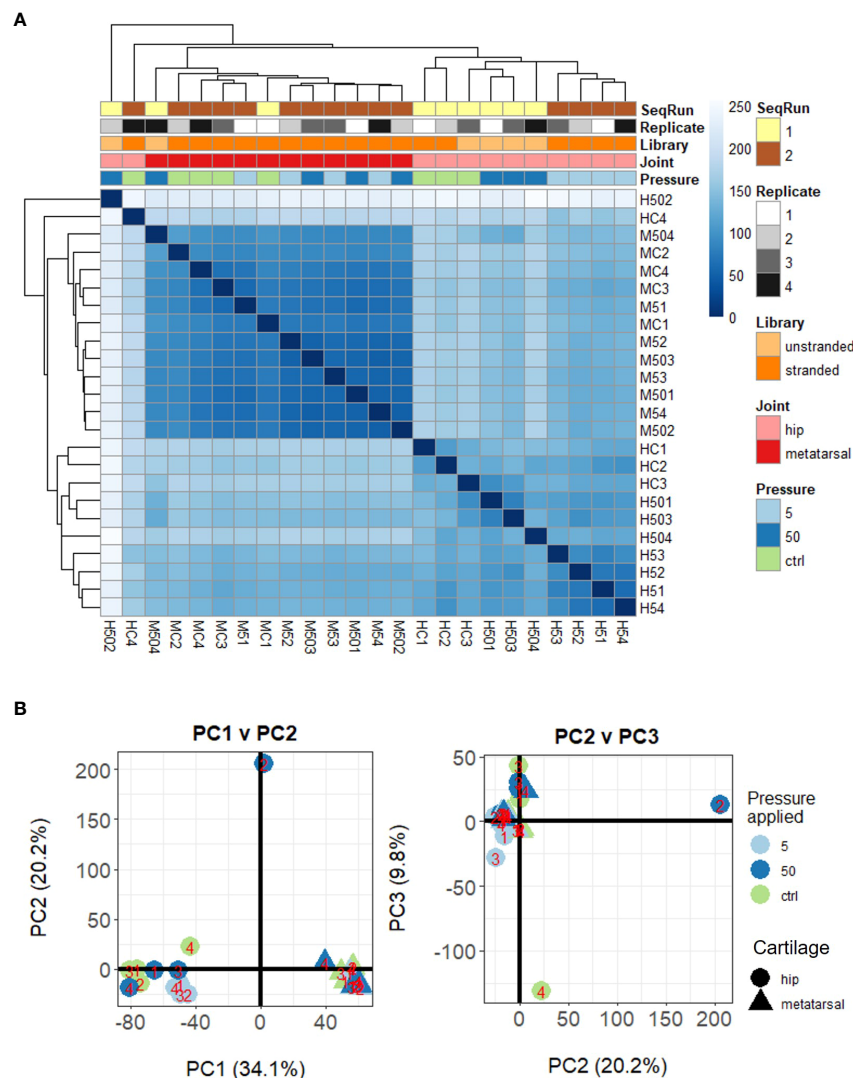 A
SeqRun
Replicate
Library
Joint
Pressure
H502
HC4
M504
MC2
MC4
MC3
M51
MC1
M52
M503
M53
M501
M54
M502
HC1
HC2
HC3
H501
H503
H504
H53
H52
H51
H54
H502 HC4 M504 MC2 MC4 MC3 M51 MC1 M52 M503 M53 M501 M54 M502 HC1 HC2 HC3 H501 H503 H504 H53 H52 H51 H54
250
200
150
100
50
0
SeqRun
1
2
Replicate
1
2
3
4
Library
unstranded
stranded
Joint
hip
metatarsal
Pressure
5
50
ctrl
B
PC1 v PC2
PC2 (20.2%)
200
150
100
50
0
-80 -40 0 40
PC1 (34.1%)
PC2 v PC3
PC3 (9.8%)
50
0
-50
-100
0 50 100 150 200
PC2 (20.2%)
Pressure
applied
5
50
ctrl
Cartilage
hip
metatarsal